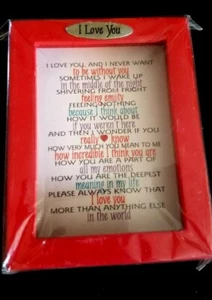 I Love You
I LOVE YOU, AND I NEVER WANT
to be without you
SOMETIMES I WAKE UP
in the middle of the night
SHIVERING FROM FRIGHT
feeling empty
FEELING NOTHING
because I think about
HOW IT WOULD BE
if you weren't here
AND THEN I WONDER IF YOU
really know
HOW VERY MUCH YOU MEAN TO ME
how incredible I think you are
HOW YOU ARE A PART OF
all my emotions
HOW YOU ARE THE DEEPEST
meaning in my life
PLEASE ALWAYS KNOW THAT
I love you
MORE THAN ANYTHING ELSE
in the world